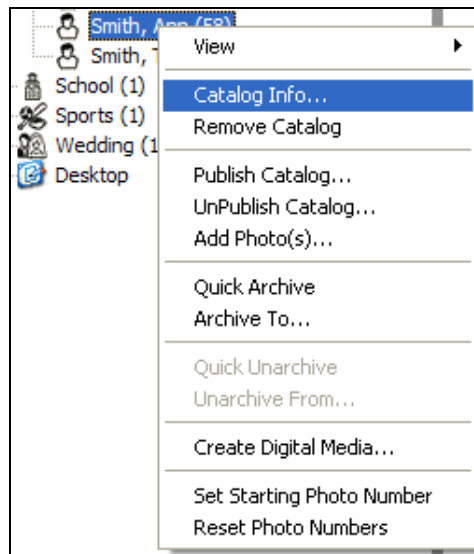 Smith, Ann (58)
Smith, T
School (1)
Sports (1)
Wedding (1
Desktop
View
Catalog Info...
Remove Catalog
Publish Catalog...
UnPublish Catalog...
Add Photo(s)...
Quick Archive
Archive To...
Quick Unarchive
Unarchive From...
Create Digital Media...
Set Starting Photo Number
Reset Photo Numbers